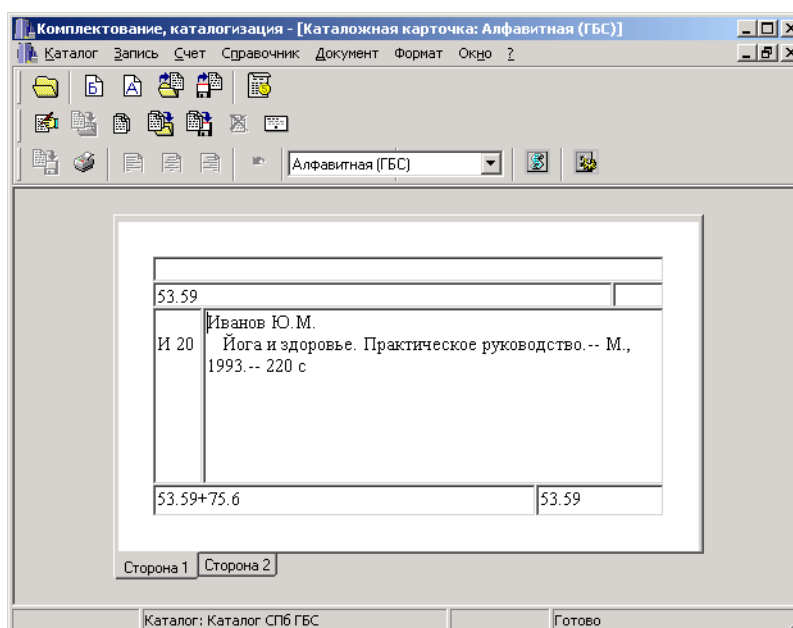 Комплектование, каталогизация - [Каталожная карточка: Алфавитная (ГБС)]
Каталог Запись Счет Справочник Документ Формат Окно ?
Б А
Алфавитная (ГБС)
53.59
Иванов Ю.М.
И 20 Йога и здоровье. Практическое руководство.-- М.,
1993.-- 220 с
53.59+75.6 53.59
Сторона 1 Сторона 2
Каталог: Каталог СПб ГБС Готово